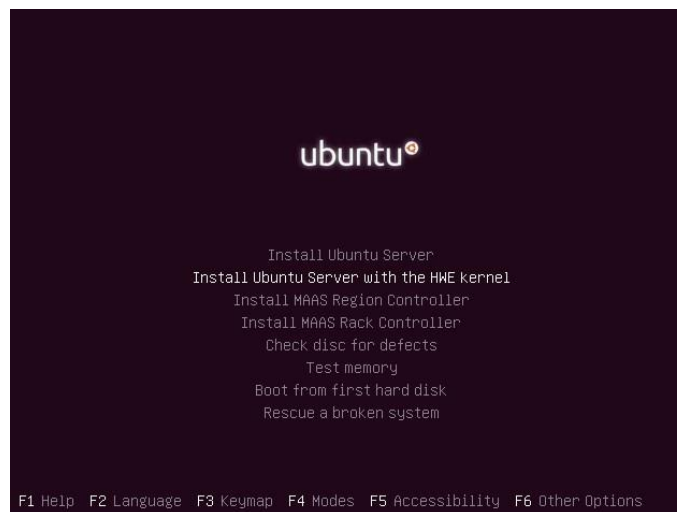 ubuntu
Install Ubuntu Server
Install Ubuntu Server with the HWE kernel
Install MAAS Region Controller
Install MAAS Rack Controller
Check disc for defects
Test memory
Boot from first hard disk
Rescue a broken system
F1 Help F2 Language F3 Keymap F4 Modes F5 Accessibility F6 Other Options